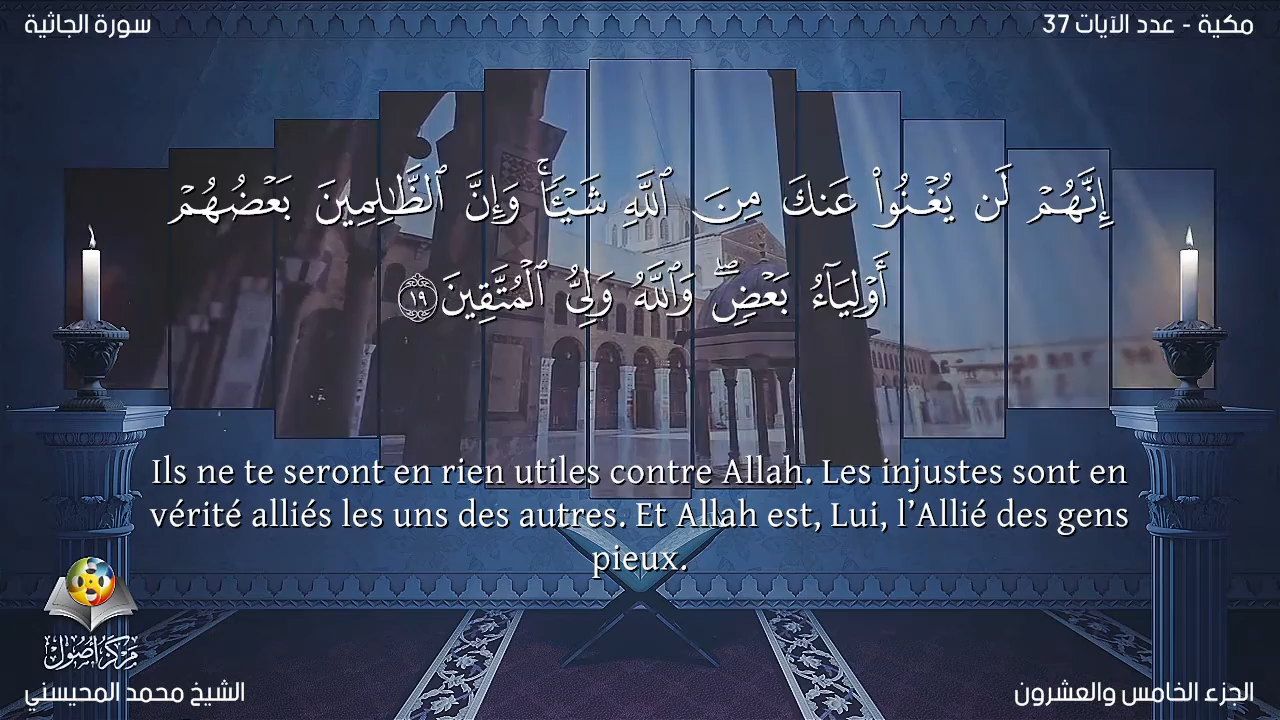 مكية - عدد الآيات 37
سورة الجاثية
إِنَّهُمْ لَن يُغْنُوا۟ عَنكَ مِنَ ٱللَّهِ شَيْـًٔا ۚ وَإِنَّ ٱلظَّـٰلِمِينَ بَعْضُهُمْ
أَوْلِيَآءُ بَعْضٍ ۖ وَٱللَّهُ وَلِىُّ ٱلْمُتَّقِينَ ١٩
Ils ne te seront en rien utiles contre Allah. Les injustes sont en
vérité alliés les uns des autres. Et Allah est, Lui, l’Allié des gens
pieux.
مركز أصول
الجزء الخامس والعشرون
الشيخ محمد المحيسني